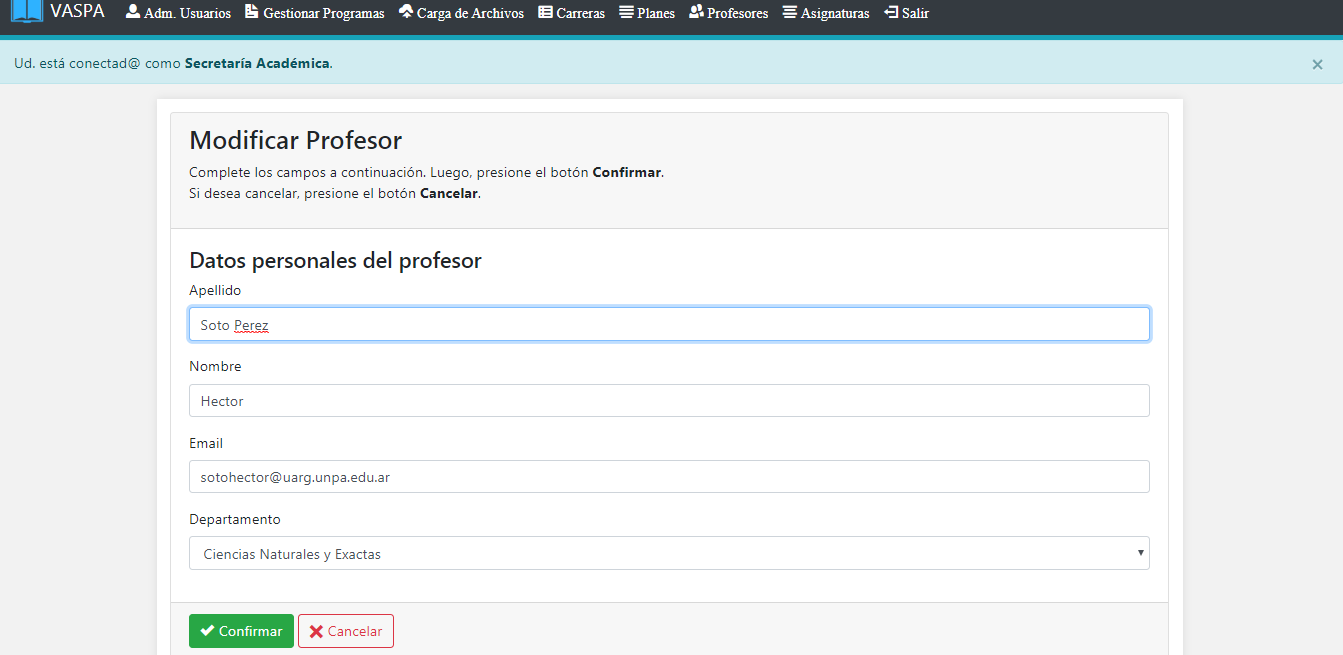 VASPA Adm. Usuarios Gestionar Programas Carga de Archivos Carreras Planes Profesores Asignaturas Salir
Ud. está conectad@ como Secretaría Académica. ×
Modificar Profesor
Complete los campos a continuación. Luego, presione el botón Confirmar.
Si desea cancelar, presione el botón Cancelar.
Datos personales del profesor
Apellido
Soto Perez
Nombre
Hector
Email
sotohector@uarg.unpa.edu.ar
Departamento
Ciencias Naturales y Exactas
Confirmar Cancelar